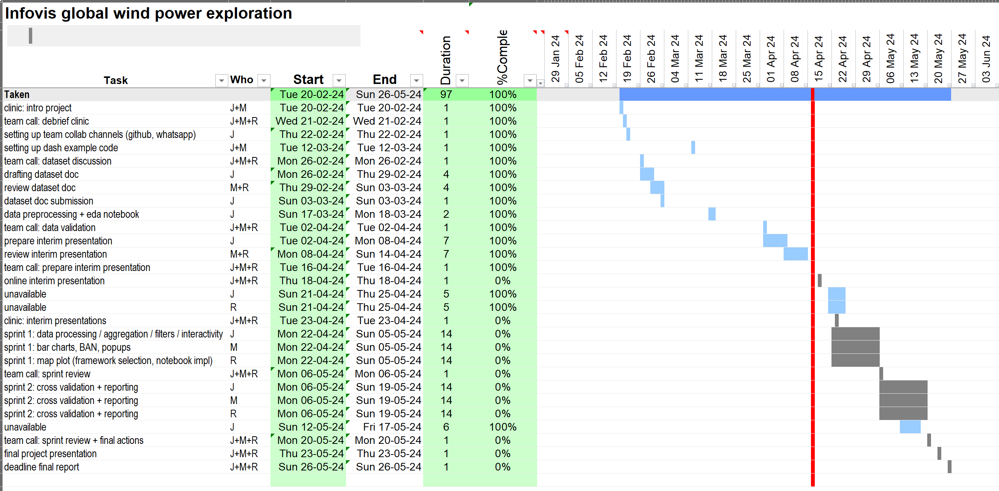 Infovis global wind power exploration
Task Who Start End Duration %Comple 29 Jan 24 05 Feb 24 12 Feb 24 19 Feb 24 26 Feb 24 04 Mar 24 11 Mar 24 18 Mar 24 25 Mar 24 01 Apr 24 08 Apr 24 15 Apr 24 22 Apr 24 29 Apr 24 06 May 24 13 May 24 20 May 24 27 May 24 03 Jun 24
Taken Tue 20-02-24 Sun 26-05-24 97 100%
clinic: intro project J+M Tue 20-02-24 Tue 20-02-24 1 100%
team call: debrief clinic J+M+R Wed 21-02-24 Wed 21-02-24 1 100%
setting up team collab channels (github, whatsapp) J Thu 22-02-24 Thu 22-02-24 1 100%
setting up dash example code J+M Tue 12-03-24 Tue 12-03-24 1 100%
team call: dataset discussion J+M+R Mon 26-02-24 Mon 26-02-24 1 100%
drafting dataset doc J Mon 26-02-24 Thu 29-02-24 4 100%
review dataset doc M+R Thu 29-02-24 Sun 03-03-24 4 100%
dataset doc submission J Sun 03-03-24 Sun 03-03-24 1 100%
data preprocessing + eda notebook J Sun 17-03-24 Mon 18-03-24 2 100%
team call: data validation J+M+R Tue 02-04-24 Tue 02-04-24 1 100%
prepare interim presentation J Tue 02-04-24 Mon 08-04-24 7 100%
review interim presentation M+R Mon 08-04-24 Sun 14-04-24 7 100%
team call: prepare interim presentation J+M+R Tue 16-04-24 Tue 16-04-24 1 100%
online interim presentation J+M+R Thu 18-04-24 Thu 18-04-24 1 0%
unavailable J Sun 21-04-24 Thu 25-04-24 5 100%
unavailable R Sun 21-04-24 Thu 25-04-24 5 100%
clinic: interim presentations J+M+R Tue 23-04-24 Tue 23-04-24 1 0%
sprint 1: data processing / aggregation / filters / interactivity J Mon 22-04-24 Sun 05-05-24 14 0%
sprint 1: bar charts, BAN, popups M Mon 22-04-24 Sun 05-05-24 14 0%
sprint 1: map plot (framework selection, notebook impl) R Mon 22-04-24 Sun 05-05-24 14 0%
team call: sprint review J+M+R Mon 06-05-24 Mon 06-05-24 1 0%
sprint 2: cross validation + reporting J Mon 06-05-24 Sun 19-05-24 14 0%
sprint 2: cross validation + reporting M Mon 06-05-24 Sun 19-05-24 14 0%
sprint 2: cross validation + reporting R Mon 06-05-24 Sun 19-05-24 14 0%
unavailable J Sun 12-05-24 Fri 17-05-24 6 100%
team call: sprint review + final actions J+M+R Mon 20-05-24 Mon 20-05-24 1 0%
final project presentation J+M+R Thu 23-05-24 Thu 23-05-24 1 0%
deadline final report J+M+R Sun 26-05-24 Sun 26-05-24 1 0%